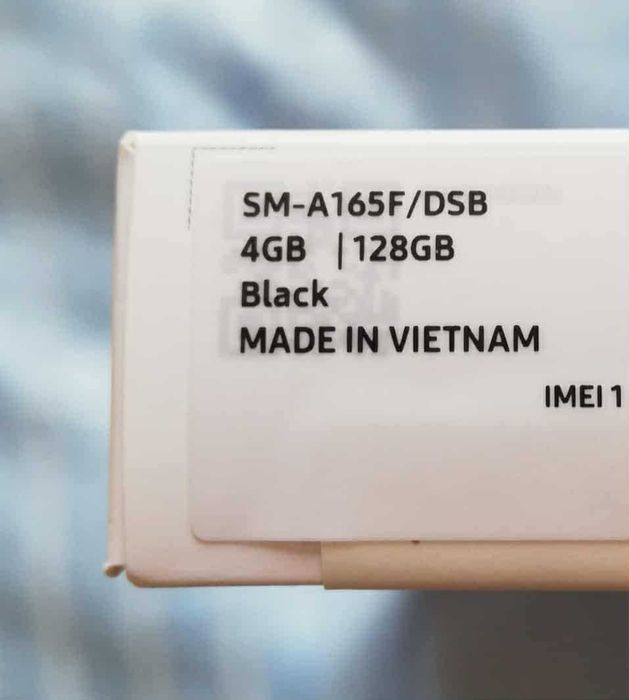 SM-A165F/DSB
4GB | 128GB
Black
MADE IN VIETNAM
IMEI 1